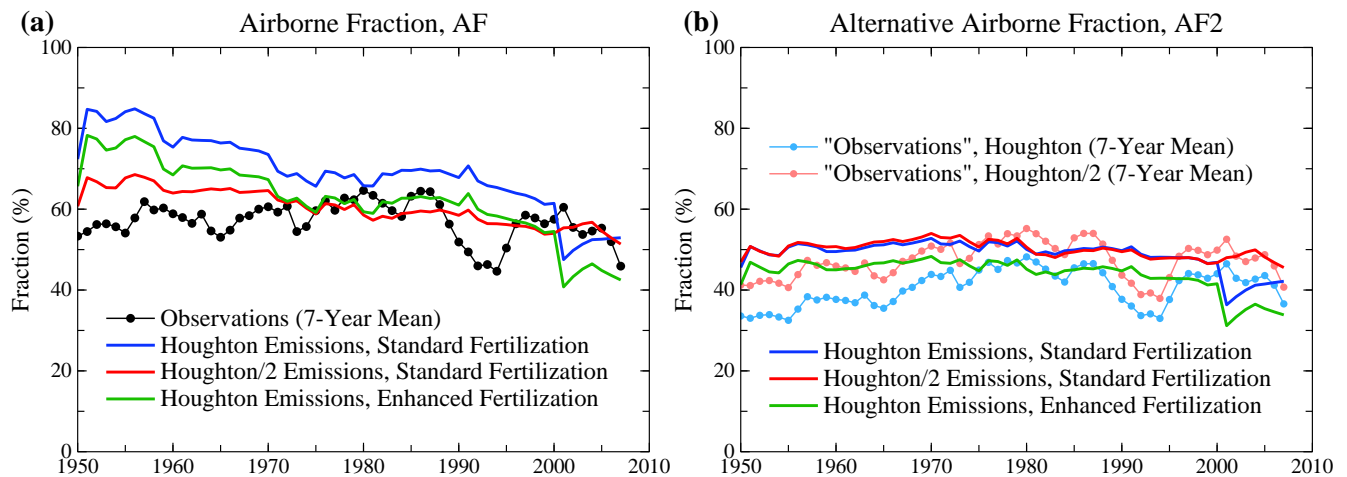 (a)
Airborne Fraction, AF
Fraction (%)
100
80
60
40
20
0
Observations (7-Year Mean)
Houghton Emissions, Standard Fertilization
Houghton/2 Emissions, Standard Fertilization
Houghton Emissions, Enhanced Fertilization
1950 1960 1970 1980 1990 2000 2010
(b)
Alternative Airborne Fraction, AF2
Fraction (%)
100
80
60
40
20
0
"Observations", Houghton (7-Year Mean)
"Observations", Houghton/2 (7-Year Mean)
Houghton Emissions, Standard Fertilization
Houghton/2 Emissions, Standard Fertilization
Houghton Emissions, Enhanced Fertilization
1950 1960 1970 1980 1990 2000 2010